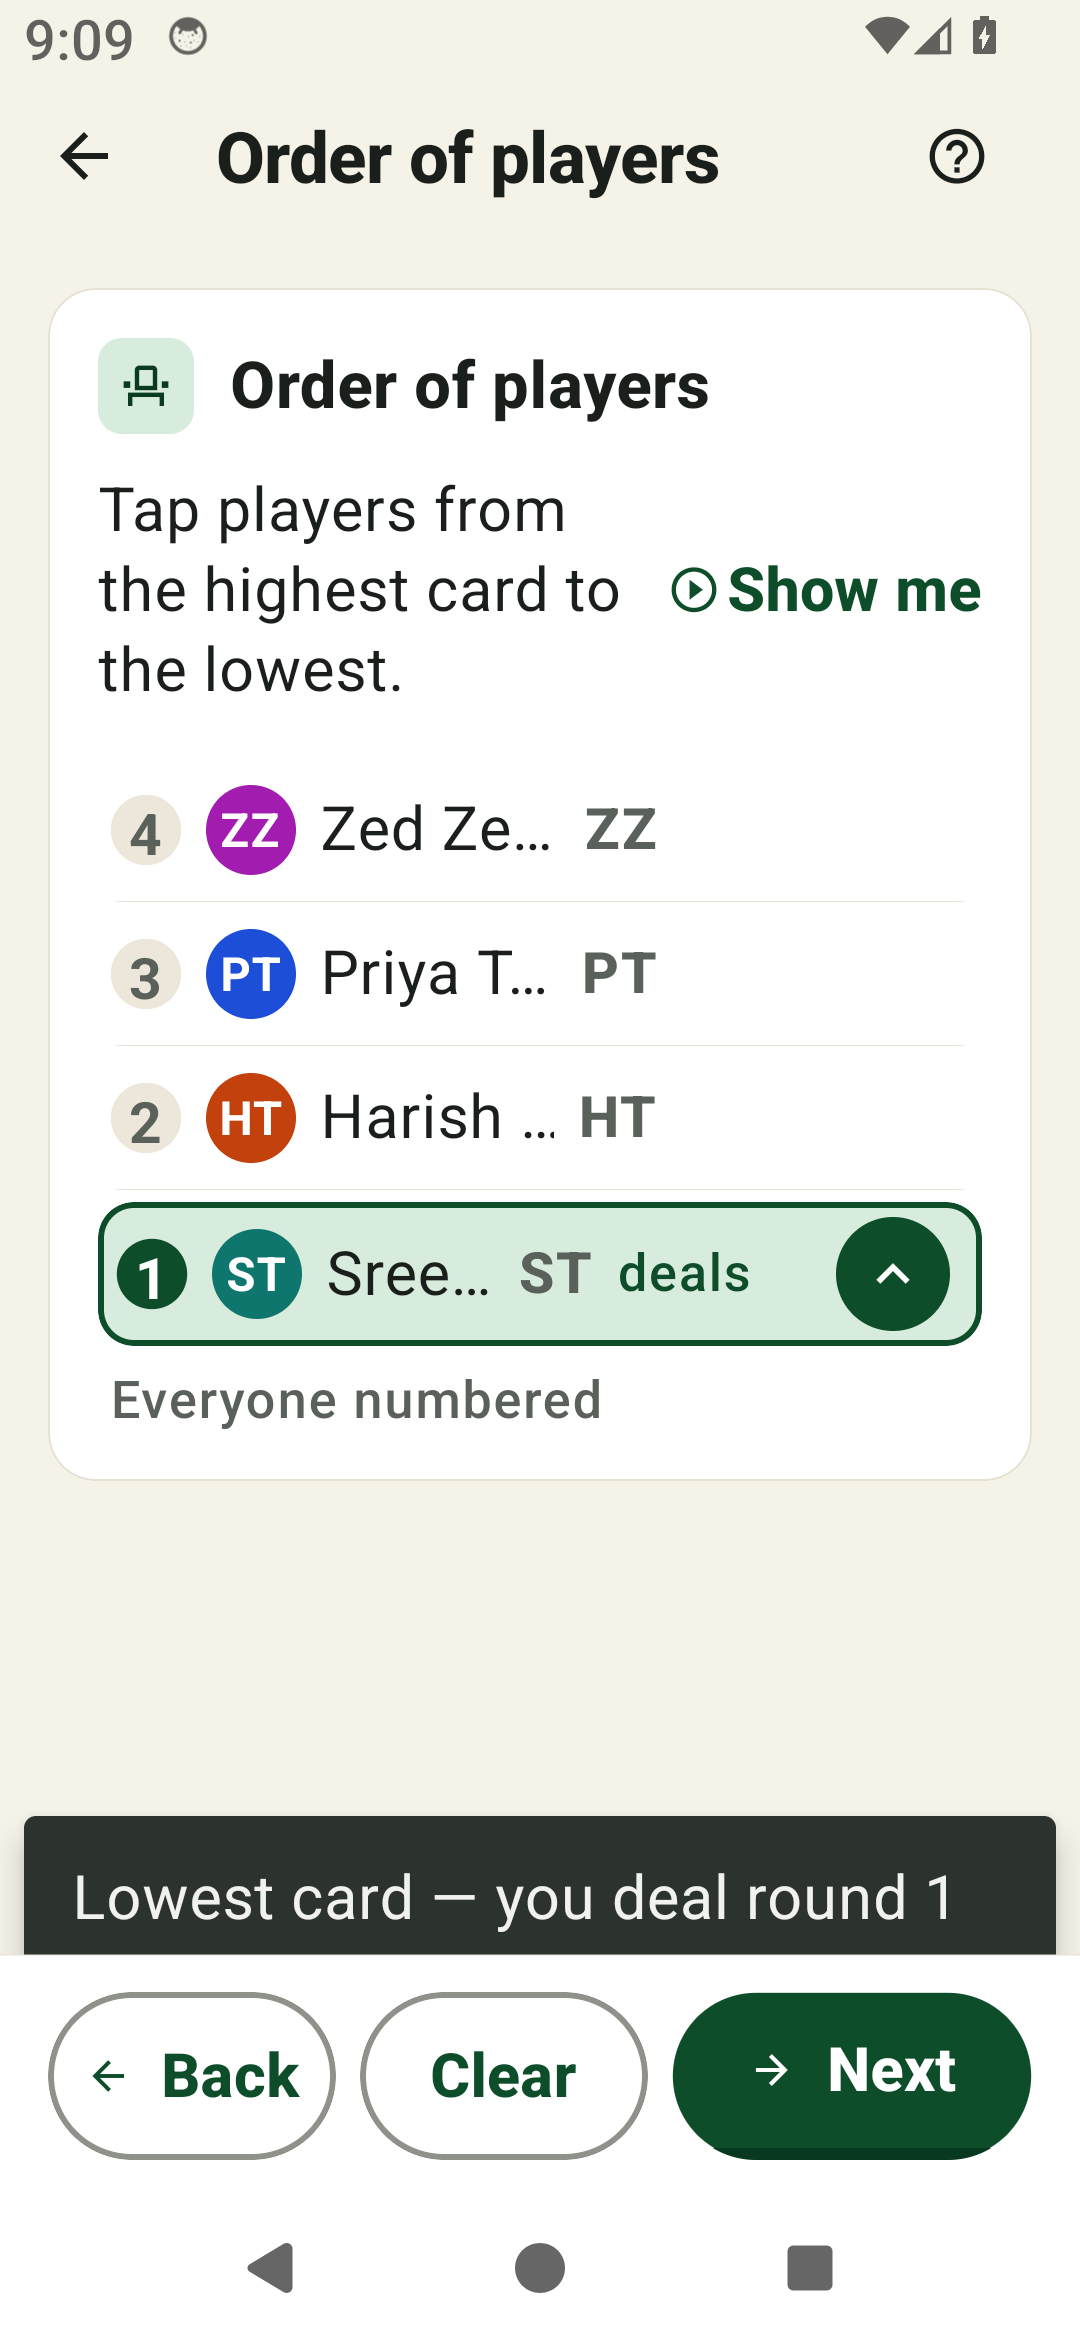 9:09
Order of players
Order of players
Tap players from
the highest card to
the lowest.
Show me
4 ZZ Zed Ze... ZZ
3 PT Priya T... PT
2 HT Harish ... HT
1 ST Sree... ST deals
Everyone numbered
Lowest card — you deal round 1
Back Clear Next